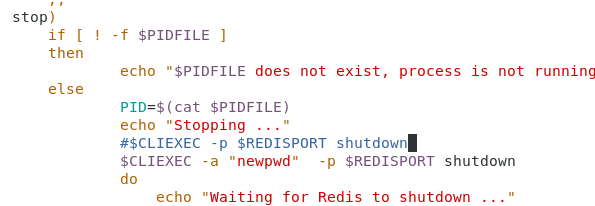 ;;
stop)
if [ ! -f $PIDFILE ]
then
echo "$PIDFILE does not exist, process is not running
else
PID=$(cat $PIDFILE)
echo "Stopping ..."
#$CLIEXEC -p $REDISPORT shutdown
$CLIEXEC -a "newpwd"  -p $REDISPORT shutdown
do
echo "Waiting for Redis to shutdown ..."